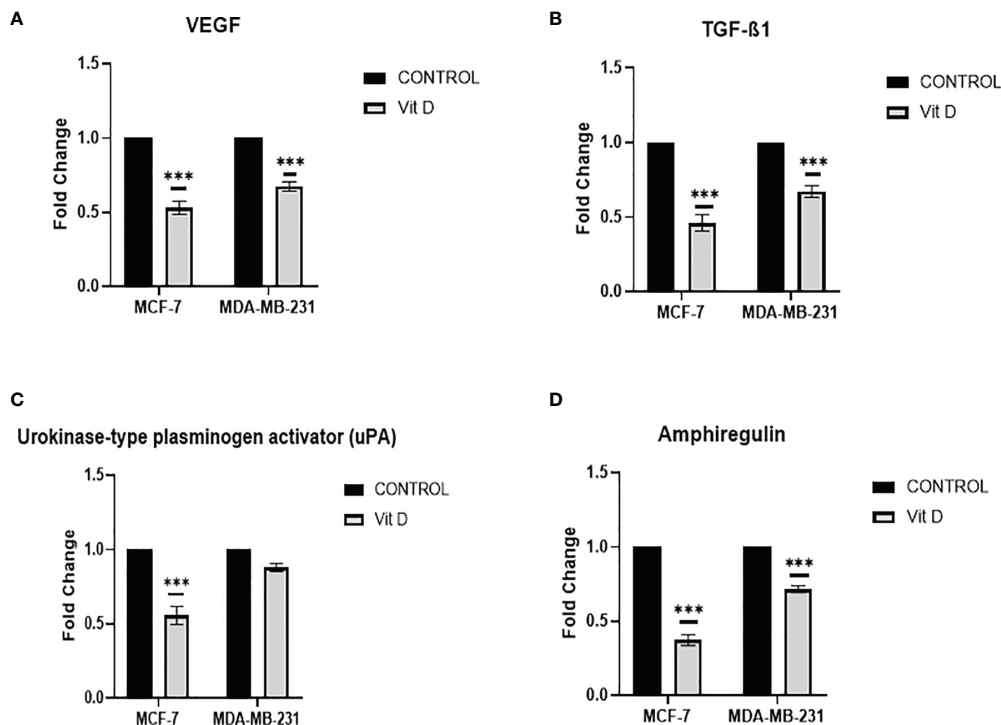 A
VEGF
1.5
1.0
0.5
0.0
Fold Change
***
***
MCF-7
MDA-MB-231
CONTROL
Vit D
B
TGF-ß1
1.5
1.0
0.5
0.0
Fold Change
***
***
MCF-7
MDA-MB-231
CONTROL
Vit D
C
Urokinase-type plasminogen activator (uPA)
1.5
1.0
0.5
0.0
Fold Change
***
MCF-7
MDA-MB-231
CONTROL
Vit D
D
Amphiregulin
1.5
1.0
0.5
0.0
Fold Change
***
***
MCF-7
MDA-MB-231
CONTROL
Vit D